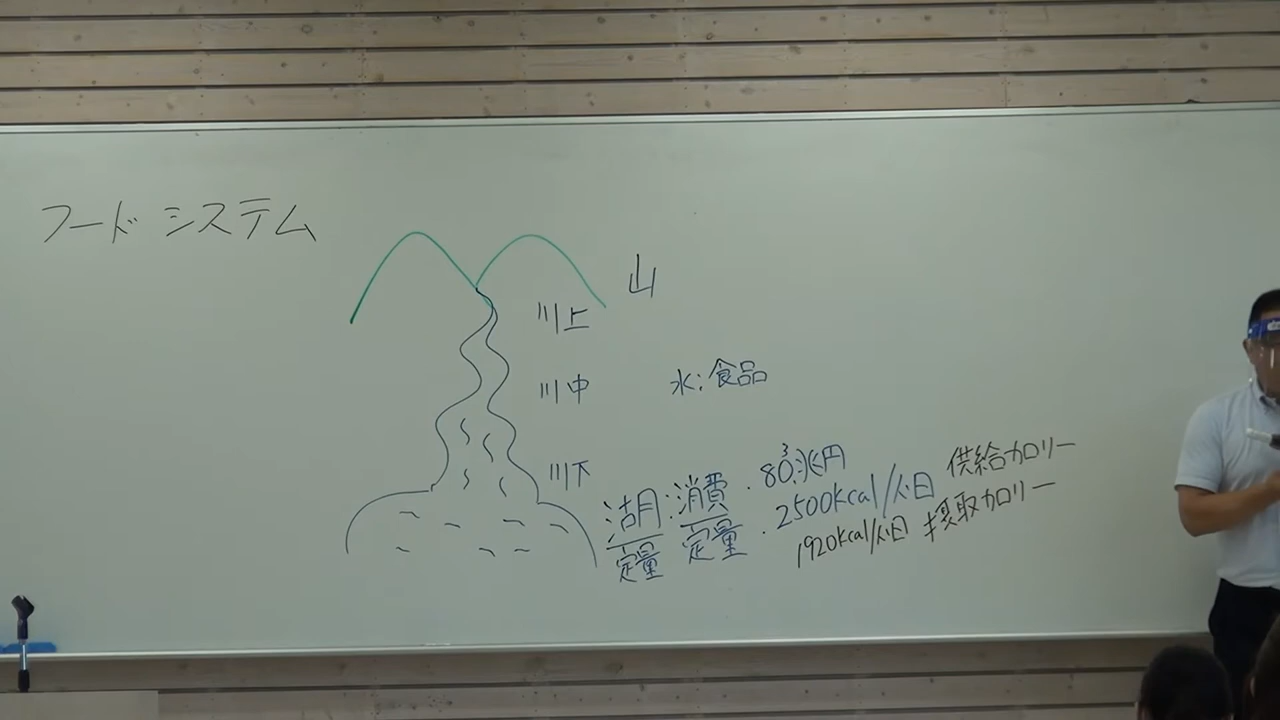 フードシステム
山
川上
川中
水:食品
川下
湖:消費
定量 定量
・80兆円
3
・2500kcal/人日 供給カロリー
1920kcal/人日 摂取カロリー